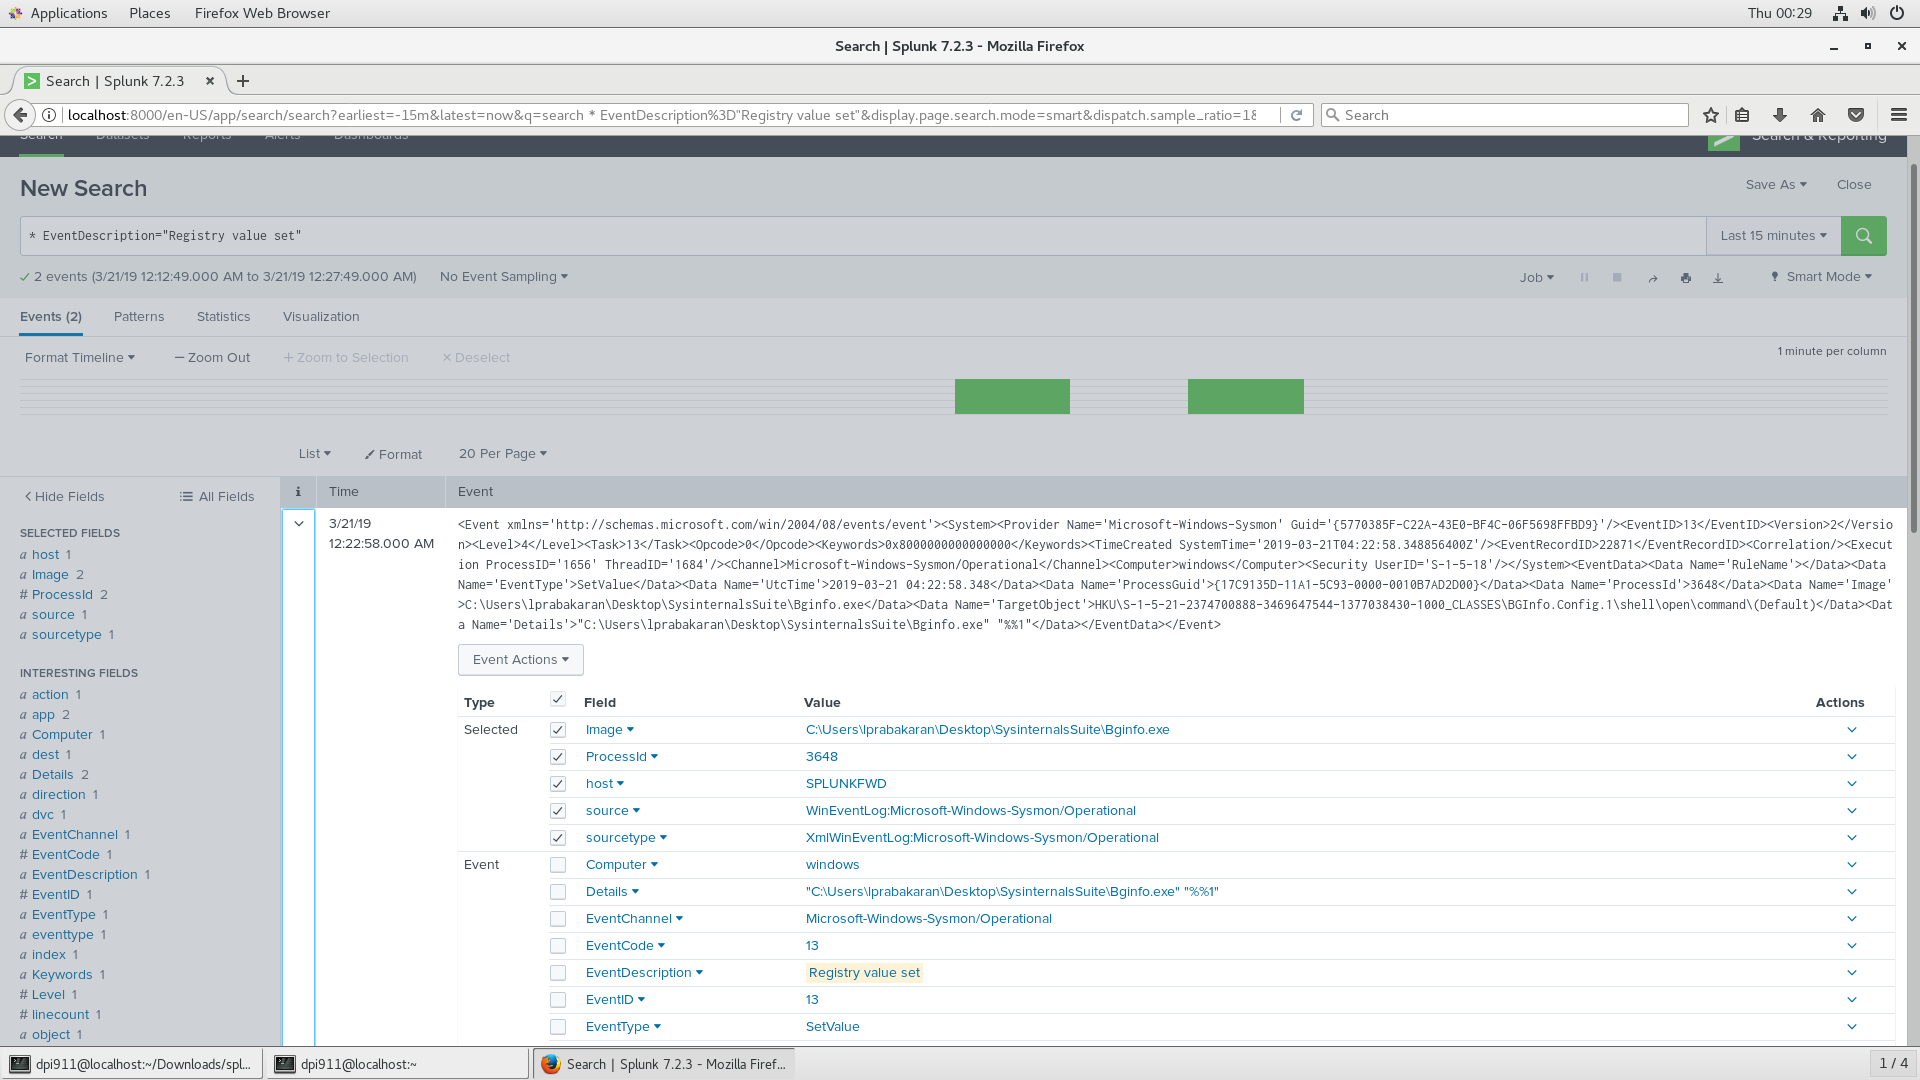 Applications Places Firefox Web Browser Thu 00:29
Search | Splunk 7.2.3 - Mozilla Firefox
Search | Splunk 7.2.3
localhost:8000/en-US/app/search/search?earliest=-15m&latest=now&q=search * EventDescription%3D"Registry value set"&display.page.search.mode=smart&dispatch.sample_ratio=1& Search
Search Datasets Reports Alerts Dashboards Search & Reporting
New Search Save As Close
* EventDescription="Registry value set" Last 15 minutes
2 events (3/21/19 12:12:49.000 AM to 3/21/19 12:27:49.000 AM) No Event Sampling Job Smart Mode
Events (2) Patterns Statistics Visualization
Format Timeline — Zoom Out + Zoom to Selection × Deselect 1 minute per column
List Format 20 Per Page
Hide Fields All Fields i Time Event
SELECTED FIELDS
a host 1
a Image 2
# ProcessId 2
a source 1
a sourcetype 1
INTERESTING FIELDS
a action 1
a app 2
a Computer 1
a dest 1
a Details 2
a direction 1
a dvc 1
a EventChannel 1
# EventCode 1
a EventDescription 1
# EventID 1
a EventType 1
a eventtype 1
a index 1
a Keywords 1
# Level 1
# linecount 1
a object 1
3/21/19
12:22:58.000 AM
<Event xmlns='http://schemas.microsoft.com/win/2004/08/events/event'><System><Provider Name='Microsoft-Windows-Sysmon' Guid='{5770385F-C22A-43E0-BF4C-06F5698FFBD9}'/><EventID>13</EventID><Version>2</Versio
n><Level>4</Level><Task>13</Task><Opcode>0</Opcode><Keywords>0x8000000000000000</Keywords><TimeCreated SystemTime='2019-03-21T04:22:58.348856400Z'/><EventRecordID>22871</EventRecordID><Correlation/><Execut
ion ProcessID='1656' ThreadID='1684'/><Channel>Microsoft-Windows-Sysmon/Operational</Channel><Computer>windows</Computer><Security UserID='S-1-5-18'/></System><EventData><Data Name='RuleName'></Data><Data
Name='EventType'>SetValue</Data><Data Name='UtcTime'>2019-03-21 04:22:58.348</Data><Data Name='ProcessGuid'>{17C9135D-11A1-5C93-0000-0010B7AD2D00}</Data><Data Name='ProcessId'>3648</Data><Data Name='Image'
>C:\Users\lprabakaran\Desktop\SysinternalsSuite\Bginfo.exe</Data><Data Name='TargetObject'>HKU\S-1-5-21-2374700888-3469647544-1377038430-1000_CLASSES\BGInfo.Config.1\shell\open\command\(Default)</Data><Dat
a Name='Details'>"C:\Users\lprabakaran\Desktop\SysinternalsSuite\Bginfo.exe" "%%1"</Data></EventData></Event>
Event Actions
Type Field Value Actions
Selected Image C:\Users\lprabakaran\Desktop\SysinternalsSuite\Bginfo.exe
ProcessId 3648
host SPLUNKFWD
source WinEventLog:Microsoft-Windows-Sysmon/Operational
sourcetype XmlWinEventLog:Microsoft-Windows-Sysmon/Operational
Event Computer windows
Details "C:\Users\lprabakaran\Desktop\SysinternalsSuite\Bginfo.exe" "%%1"
EventChannel Microsoft-Windows-Sysmon/Operational
EventCode 13
EventDescription Registry value set
EventID 13
EventType SetValue
dpi911@localhost:~/Downloads/spl... dpi911@localhost:~ Search | Splunk 7.2.3 - Mozilla Firef... 1 / 4